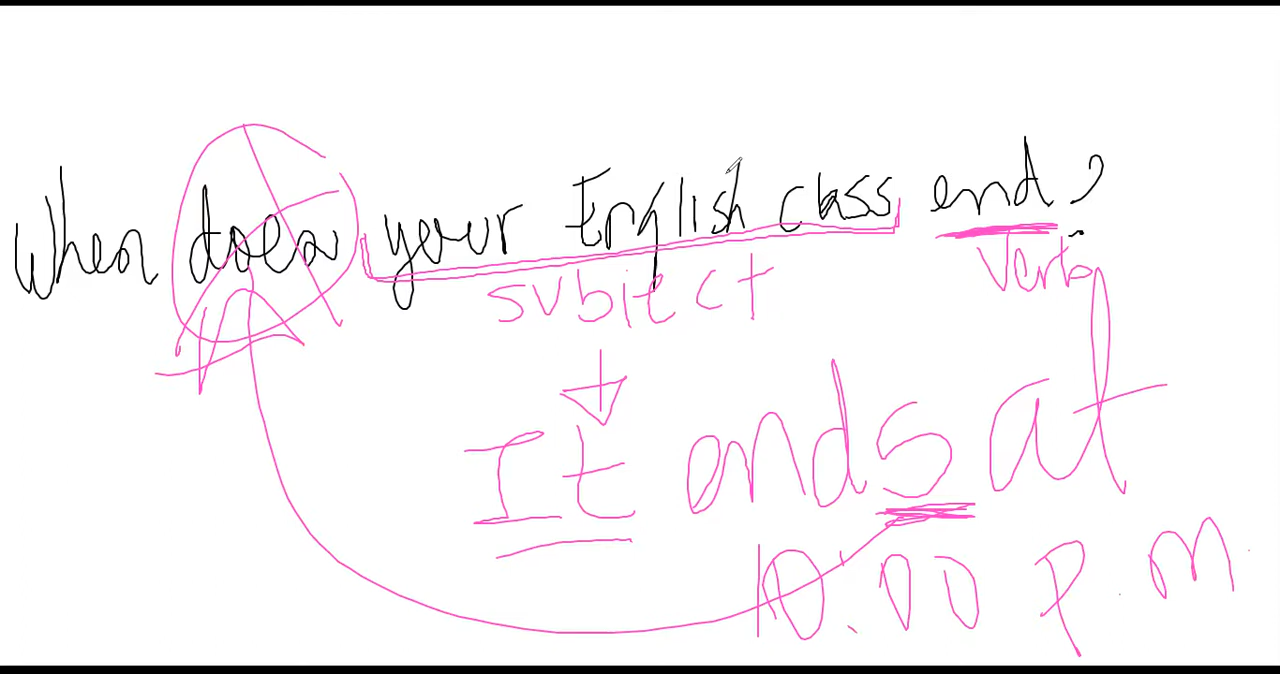 When does your English class end?
subject verb
It ends at
10:00 p.m